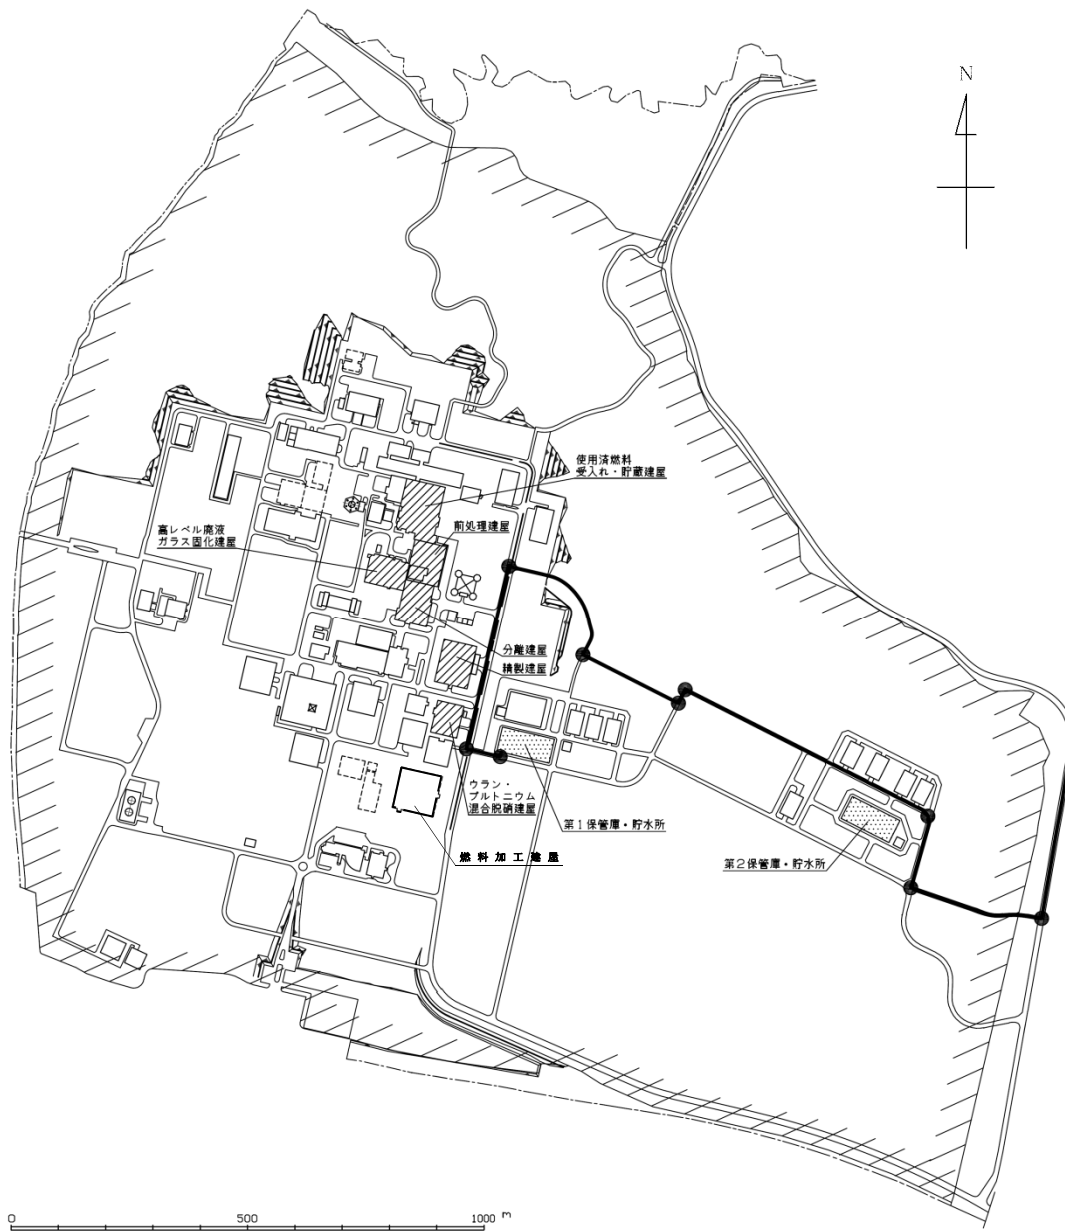 N
使用済燃料
受入れ・貯蔵建屋
前処理建屋
高レベル廃液
ガラス固化建屋
分離建屋
精製建屋
ウラン・
プルトニウム
混合脱硝建屋
第1保管庫・貯水所
燃料加工建屋
第2保管庫・貯水所
0 500 1000 m